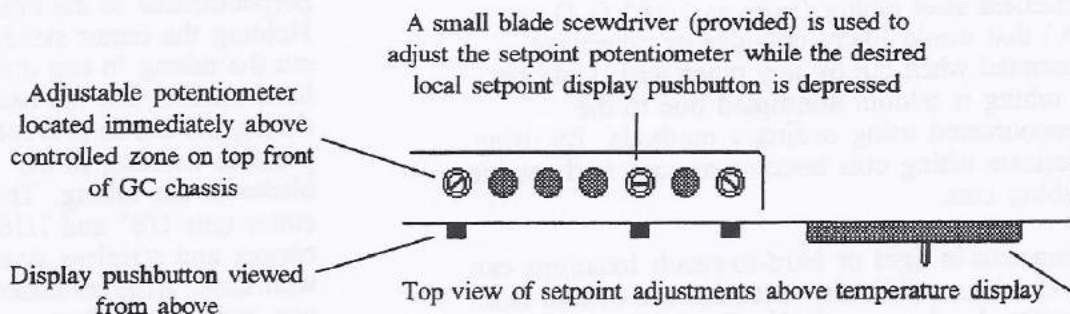 A small blade scewdriver (provided) is used to
adjust the setpoint potentiometer while the desired
local setpoint display pushbutton is depressed
Adjustable potentiometer
located immediately above
controlled zone on top front
of GC chassis
Display pushbutton viewed
from above
Top view of setpoint adjustments above temperature display